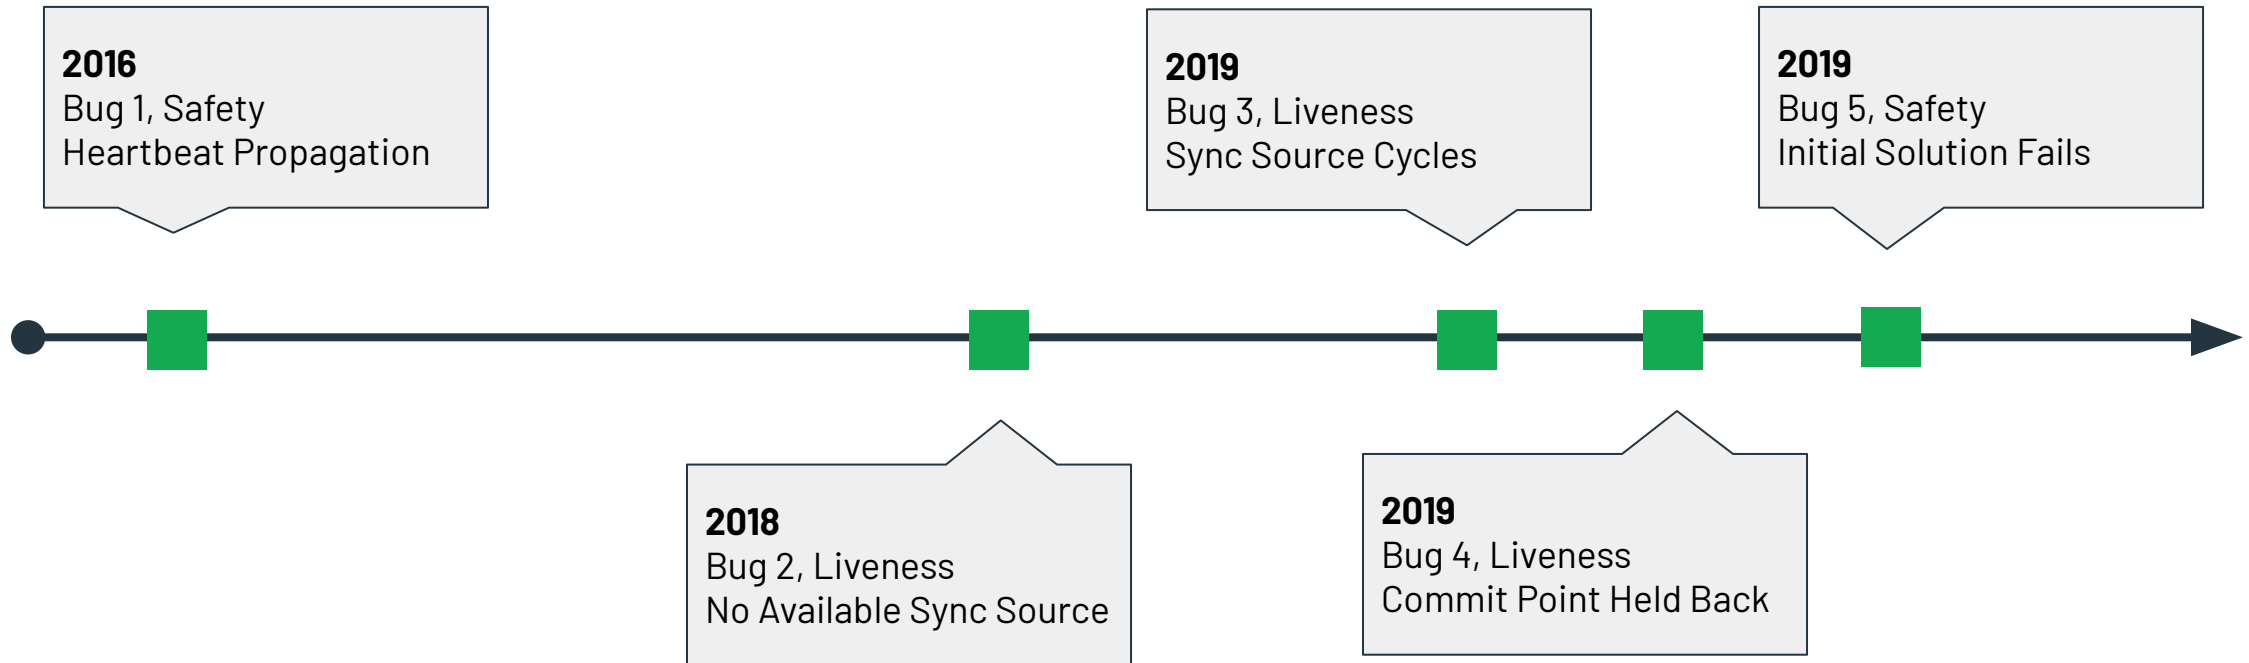 2016
Bug 1, Safety
Heartbeat Propagation
2018
Bug 2, Liveness
No Available Sync Source
2019
Bug 3, Liveness
Sync Source Cycles
2019
Bug 4, Liveness
Commit Point Held Back
2019
Bug 5, Safety
Initial Solution Fails